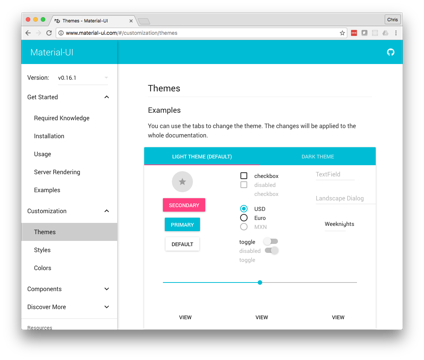 Themes - Material-UI
Chris
www.material-ui.com/#/customization/themes
Material-UI
Version:
v0.16.1
Get Started
Required Knowledge
Installation
Usage
Server Rendering
Examples
Customization
Themes
Styles
Colors
Components
Discover More
Resources
Themes
Examples
You can use the tabs to change the theme. The changes will be applied to the
whole documentation.
LIGHT THEME (DEFAULT)
DARK THEME
SECONDARY
PRIMARY
DEFAULT
checkbox
disabled
checkbox
USD
Euro
MXN
toggle
disabled
toggle
TextField
Landscape Dialog
Weeknights
VIEW
VIEW
VIEW